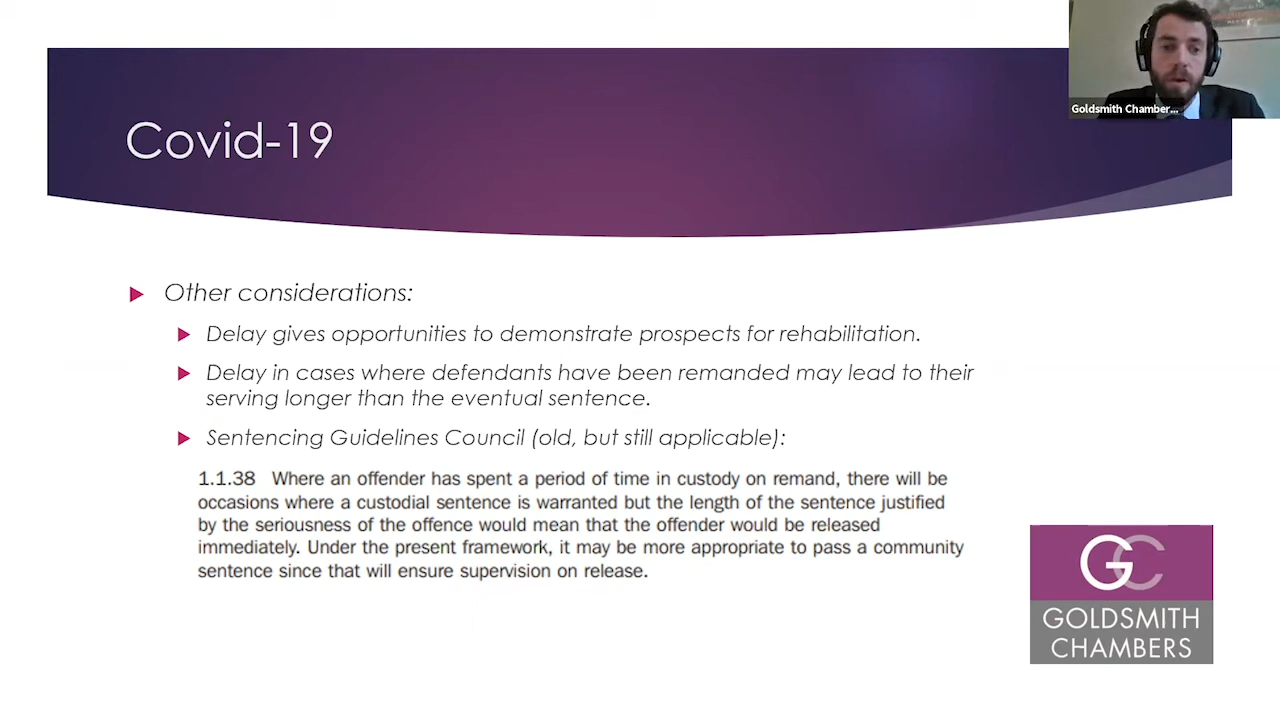 Goldsmith Chamber...
Covid-19
Other considerations:
Delay gives opportunities to demonstrate prospects for rehabilitation.
Delay in cases where defendants have been remanded may lead to their
serving longer than the eventual sentence.
Sentencing Guidelines Council (old, but still applicable):
1.1.38 Where an offender has spent a period of time in custody on remand, there will be
occasions where a custodial sentence is warranted but the length of the sentence justified
by the seriousness of the offence would mean that the offender would be released
immediately. Under the present framework, it may be more appropriate to pass a community
sentence since that will ensure supervision on release.
GC
GOLDSMITH
CHAMBERS